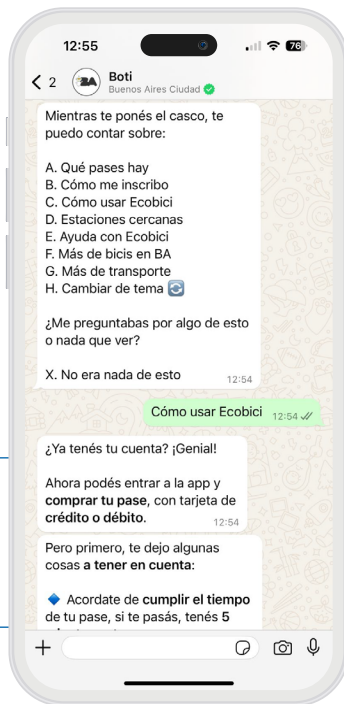 12:55
76
2
BA
Boti
Buenos Aires Ciudad
Mientras te ponés el casco, te
puedo contar sobre:
A. Qué pases hay
B. Cómo me inscribo
C. Cómo usar Ecobici
D. Estaciones cercanas
E. Ayuda con Ecobici
F. Más de bicis en BA
G. Más de transporte
H. Cambiar de tema
¿Me preguntabas por algo de esto
o nada que ver?
X. No era nada de esto
12:54
Cómo usar Ecobici 12:54
¿Ya tenés tu cuenta? ¡Genial!
Ahora podés entrar a la app y
comprar tu pase, con tarjeta de
crédito o débito.
12:54
Pero primero, te dejo algunas
cosas a tener en cuenta:
Acordate de cumplir el tiempo
de tu pase, si te pasás, tenés 5